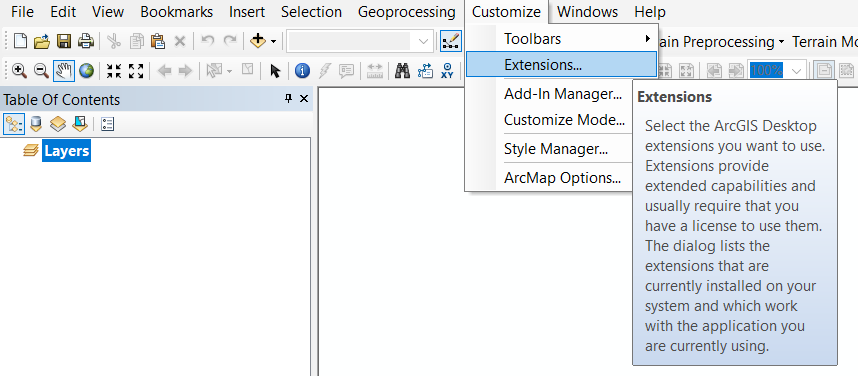 File Edit View Bookmarks Insert Selection Geoprocessing Customize Windows Help
Toolbars
Preprocessing Terrain
Extensions...
100%
XY
Table Of Contents
Extensions
Add-In Manager...
Customize Mode...
Style Manager...
ArcMap Options...
Layers
Select the ArcGIS Desktop
extensions you want to use.
Extensions provide
extended capabilities and
usually require that you
have a license to use them.
The dialog lists the
extensions that are
currently installed on your
system and which work
with the application you
are currently using.